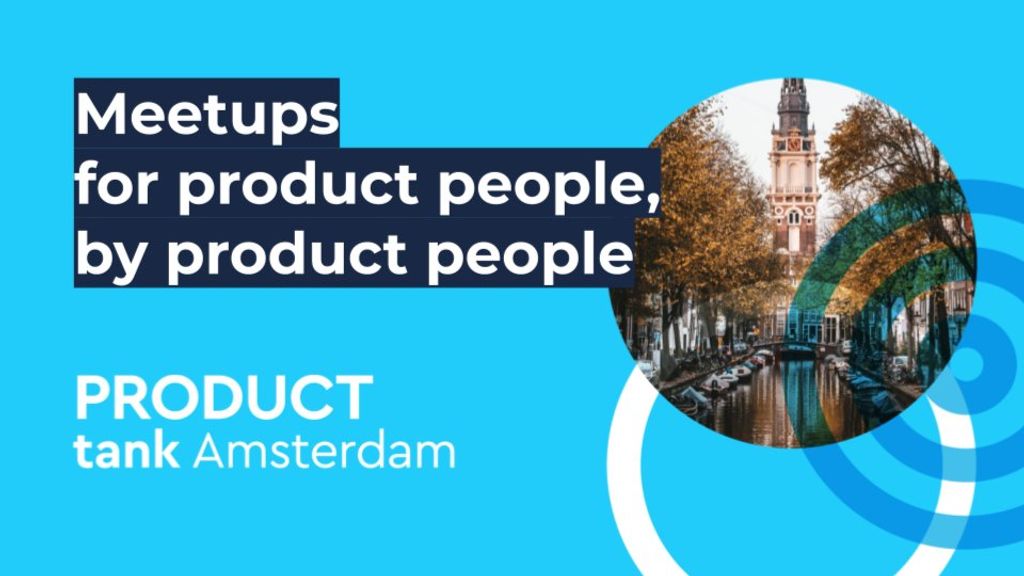 Meetups
for product people,
by product people
PRODUCT
tank Amsterdam